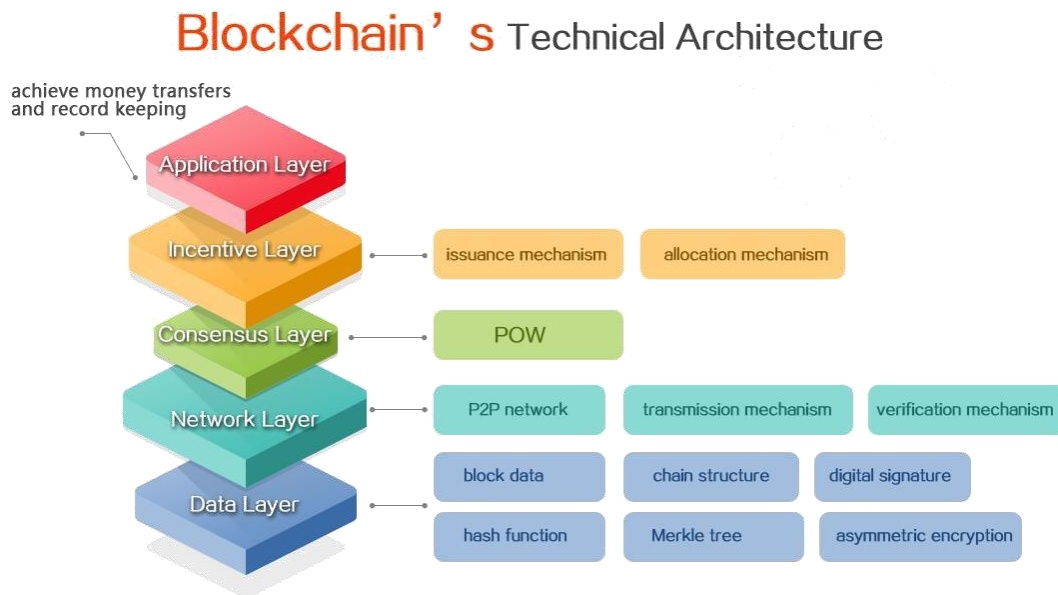 Blockchain’s Technical Architecture
achieve money transfers
and record keeping
Application Layer
Incentive Layer
issuance mechanism
allocation mechanism
Consensus Layer
POW
Network Layer
P2P network
transmission mechanism
verification mechanism
Data Layer
block data
chain structure
digital signature
hash function
Merkle tree
asymmetric encryption